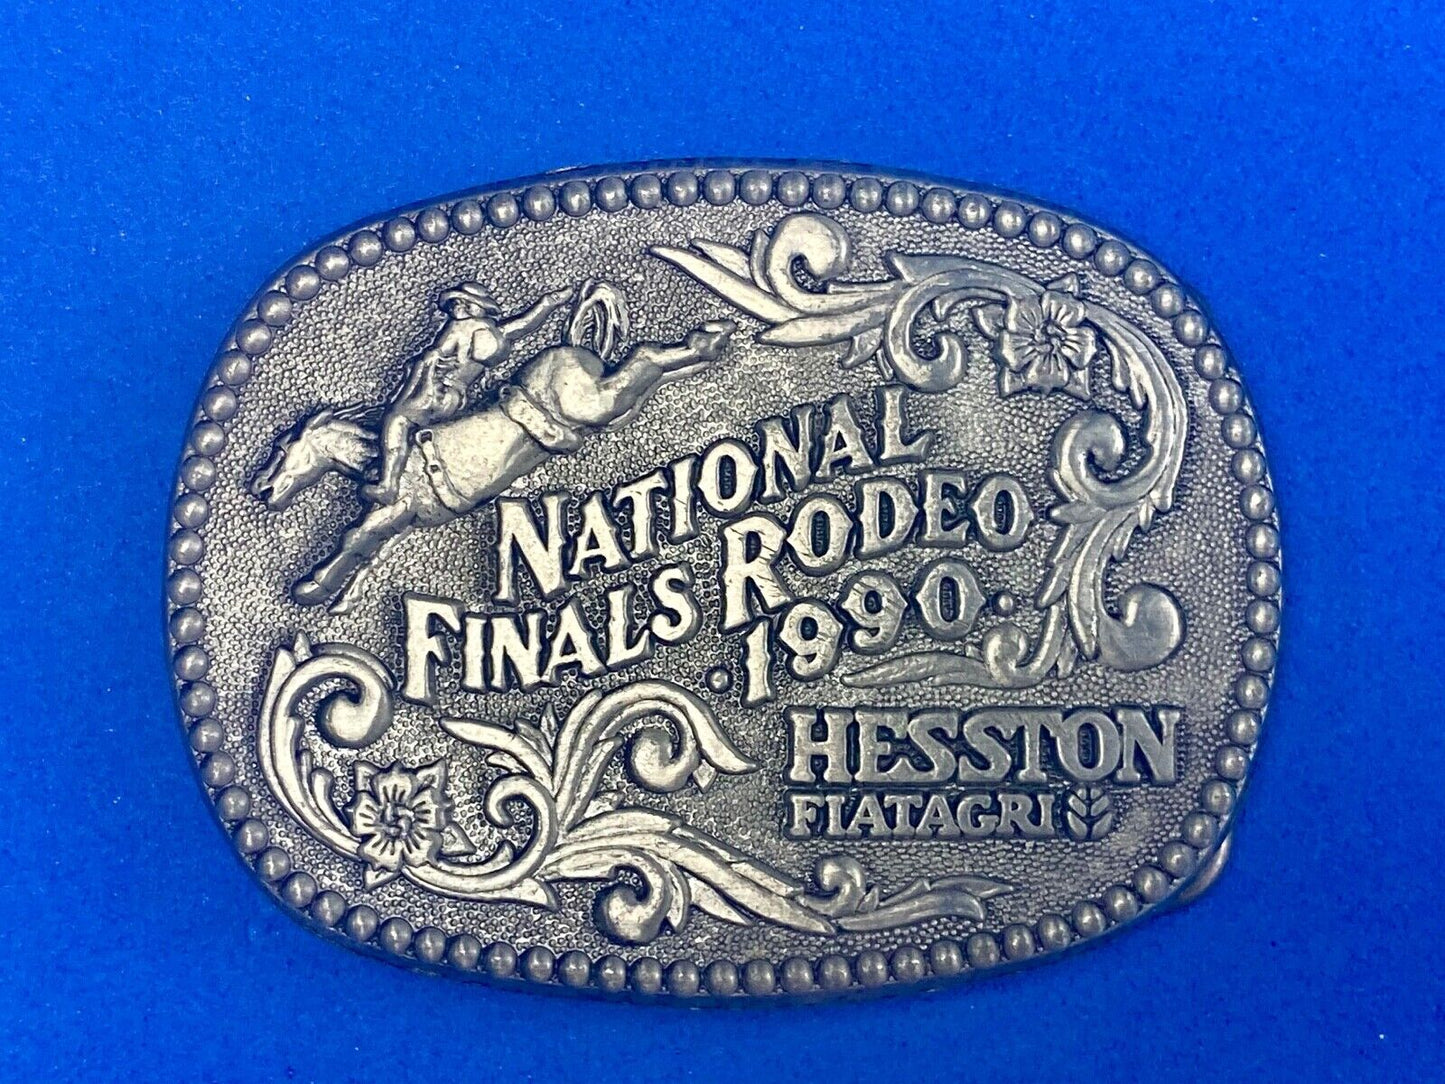 NATIONAL
FINALS RODEO
· 1990 ·
HESSTON
FIATAGRI